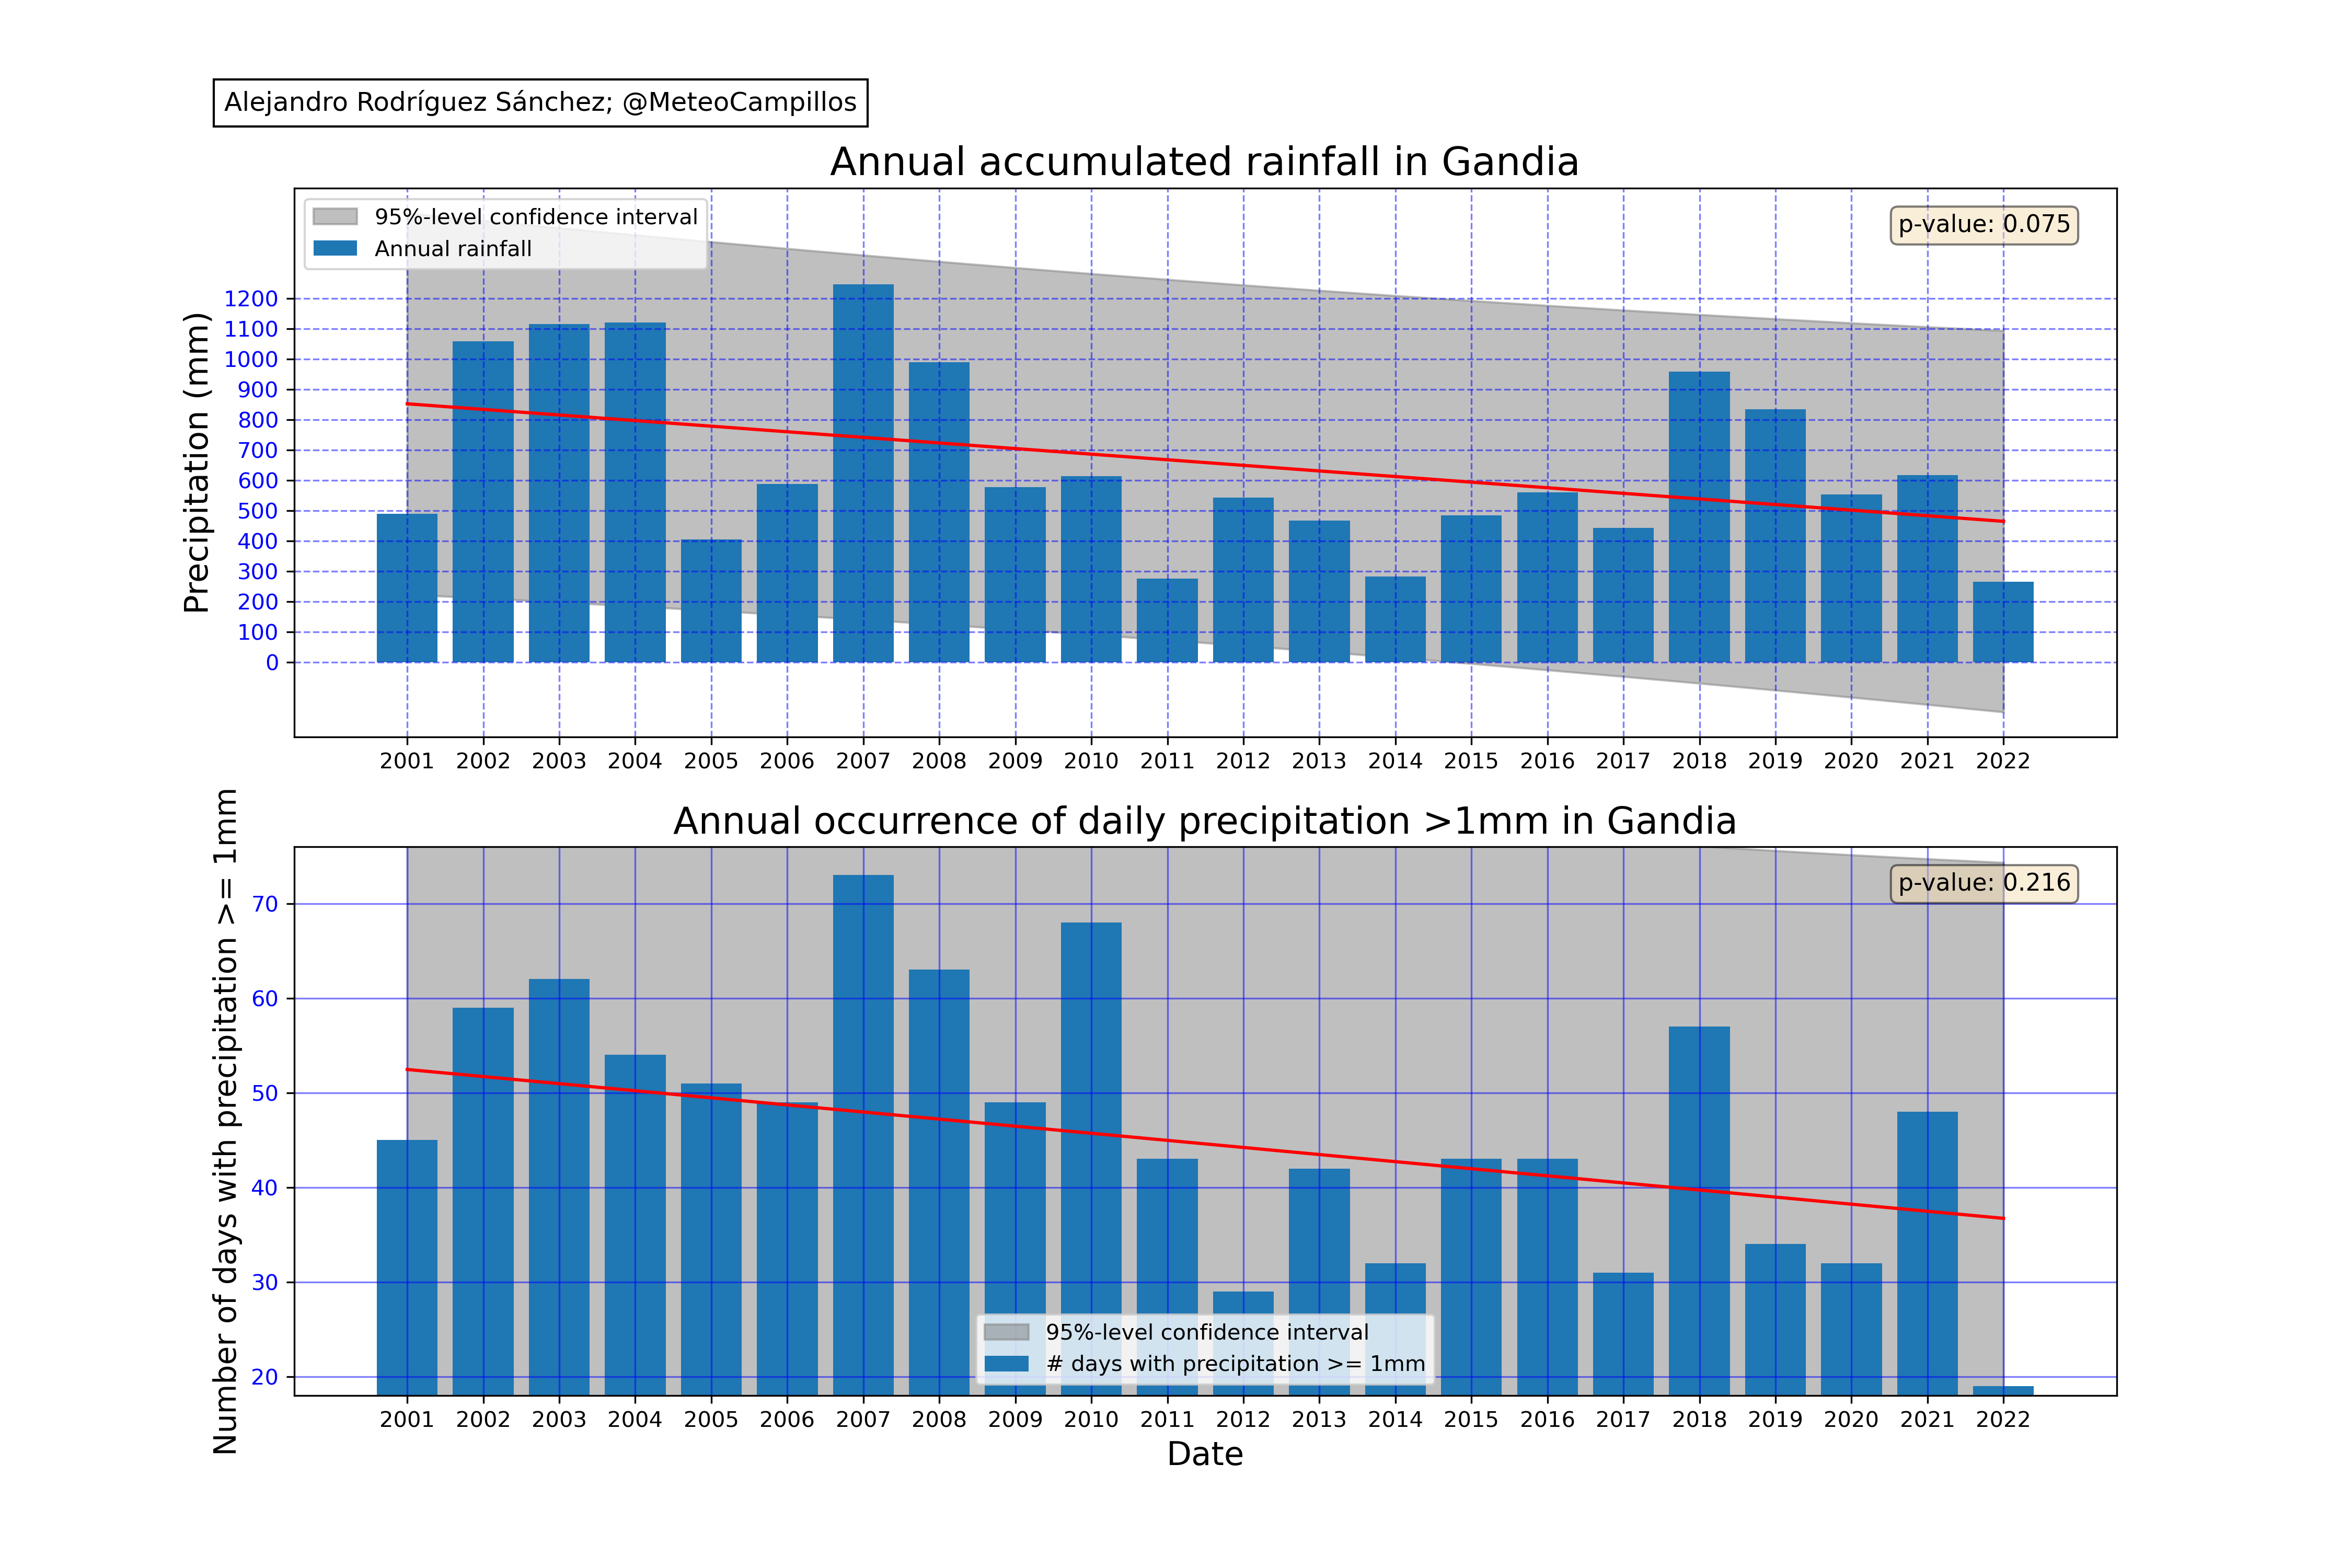 Alejandro Rodríguez Sánchez; @MeteoCampillos
Annual accumulated rainfall in Gandia
95%-level confidence interval
Annual rainfall
p-value: 0.075
Precipitation (mm)
1200
1100
1000
900
800
700
600
500
400
300
200
100
0
2001 2002 2003 2004 2005 2006 2007 2008 2009 2010 2011 2012 2013 2014 2015 2016 2017 2018 2019 2020 2021 2022
Annual occurrence of daily precipitation >1mm in Gandia
p-value: 0.216
Number of days with precipitation >= 1mm
70
60
50
40
30
20
95%-level confidence interval
# days with precipitation >= 1mm
2001 2002 2003 2004 2005 2006 2007 2008 2009 2010 2011 2012 2013 2014 2015 2016 2017 2018 2019 2020 2021 2022
Date